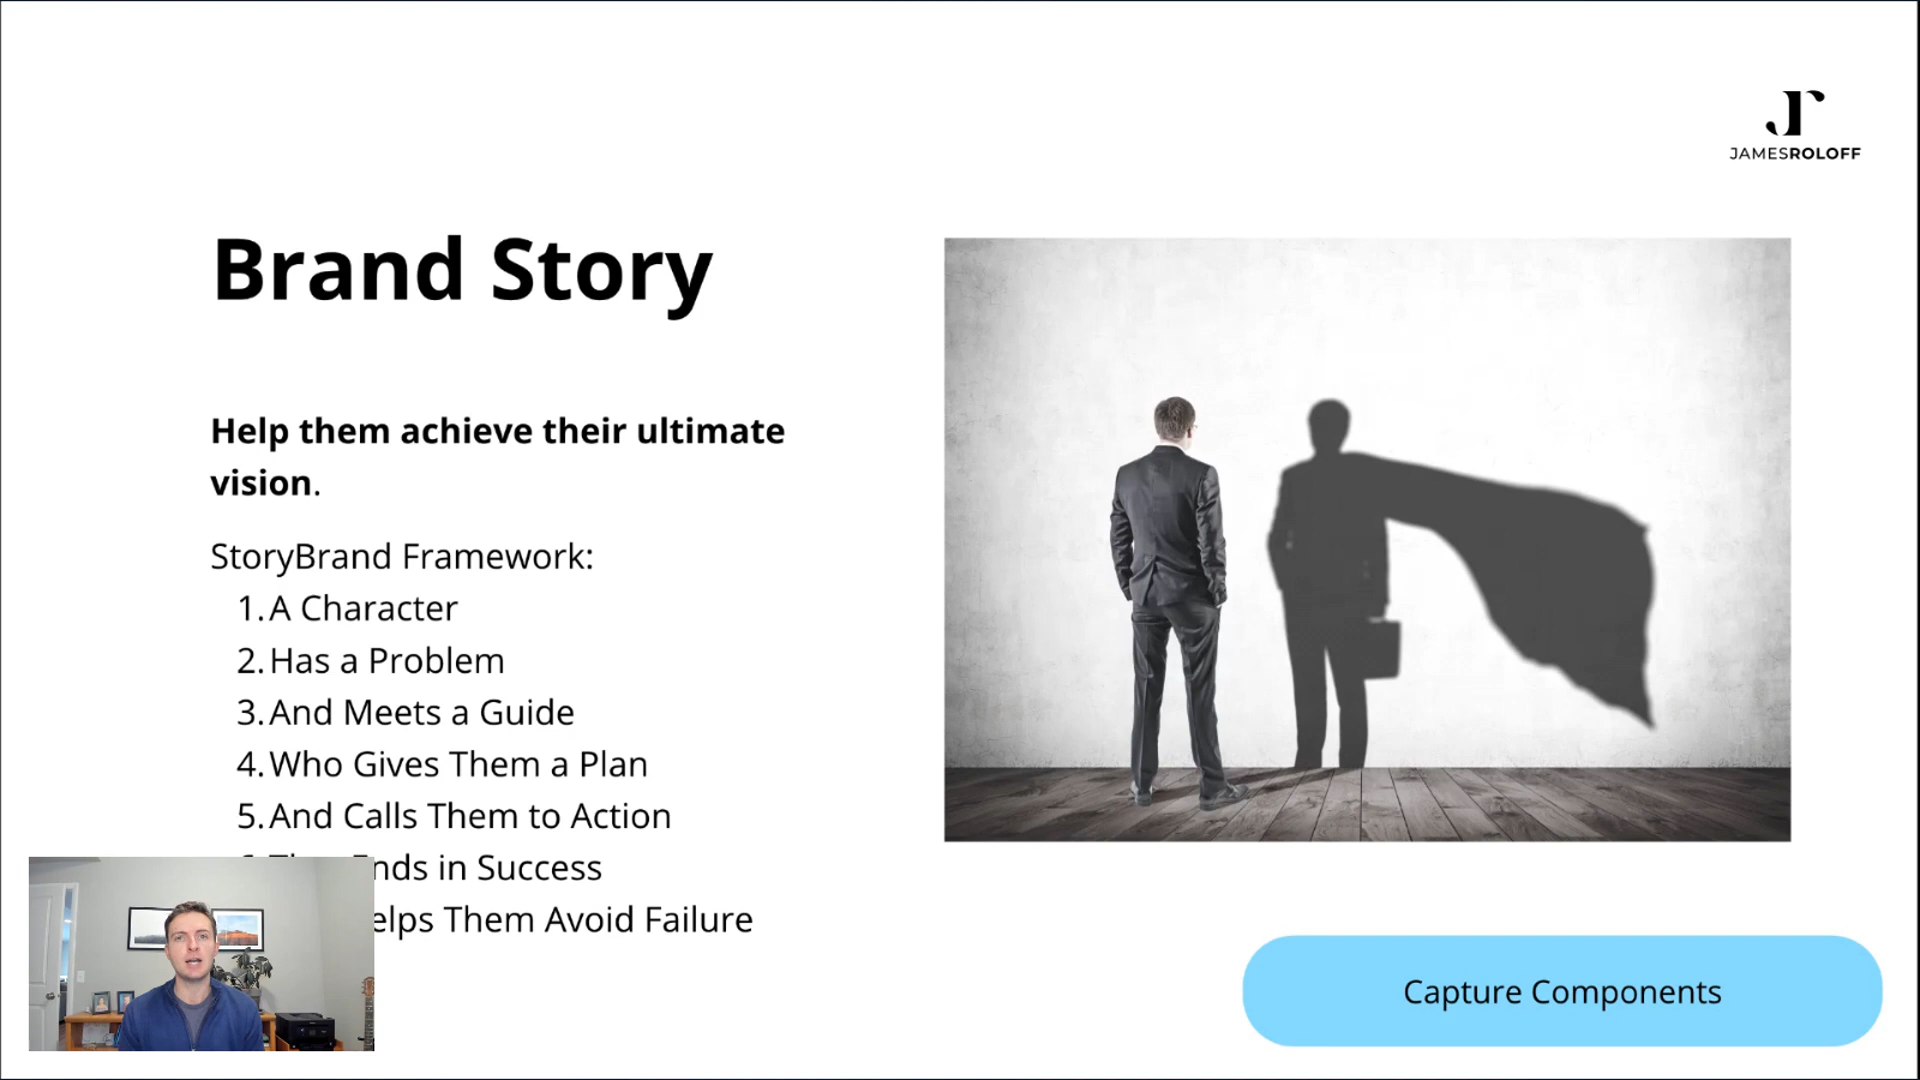 Jr
JAMESROLOFF
Brand Story
Help them achieve their ultimate
vision.
StoryBrand Framework:
1. A Character
2. Has a Problem
3. And Meets a Guide
4. Who Gives Them a Plan
5. And Calls Them to Action
in Success
Them Avoid Failure
Capture Components